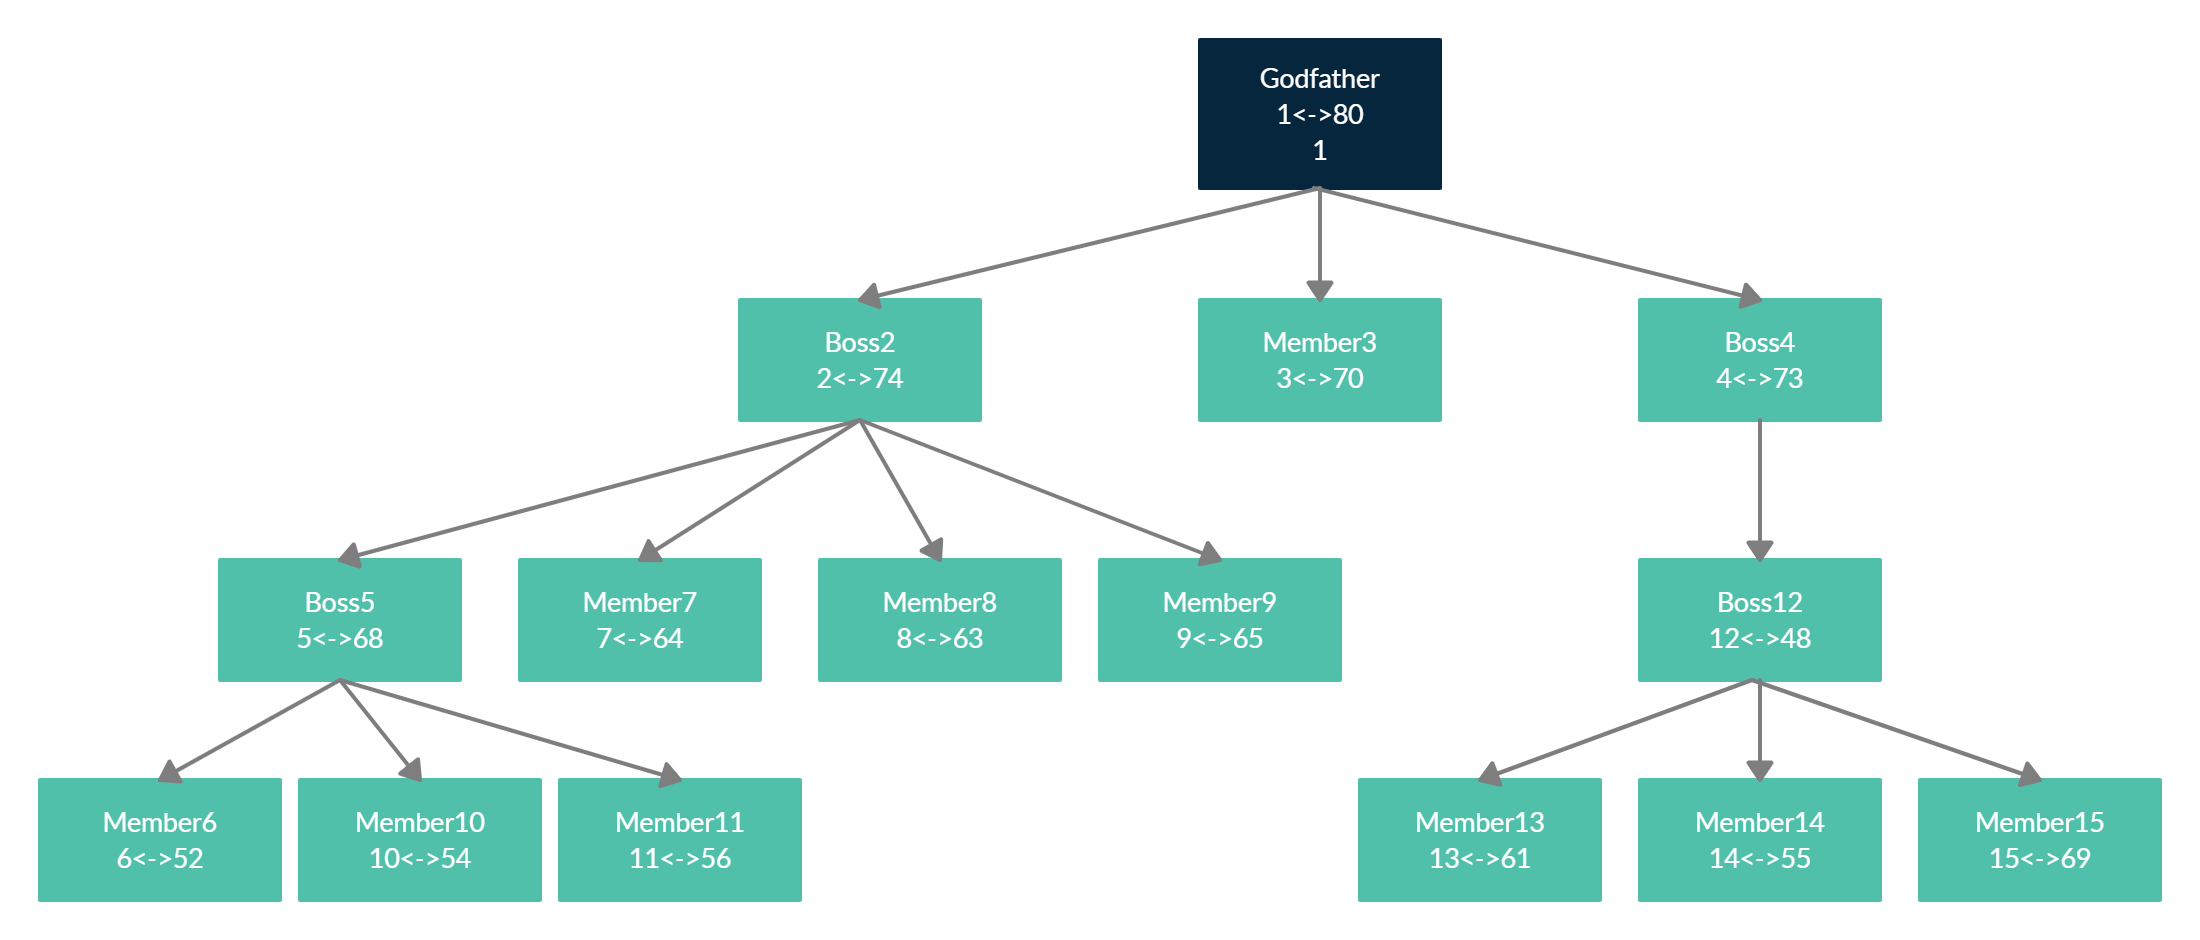 Godfather
1<->80
1
Boss2
2<->74
Member3
3<->70
Boss4
4<->73
Boss5
5<->68
Member7
7<->64
Member8
8<->63
Member9
9<->65
Boss12
12<->48
Member6
6<->52
Member10
10<->54
Member11
11<->56
Member13
13<->61
Member14
14<->55
Member15
15<->69